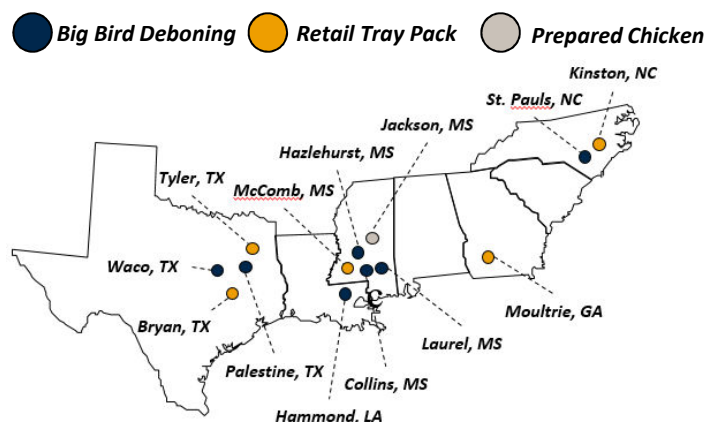 Big Bird Deboning
Retail Tray Pack
Prepared Chicken
Kinston, NC
St. Pauls, NC
Jackson, MS
Hazlehurst, MS
Tyler, TX
McComb, MS
Waco, TX
Bryan, TX
Moultrie, GA
Laurel, MS
Palestine, TX
Collins, MS
Hammond, LA